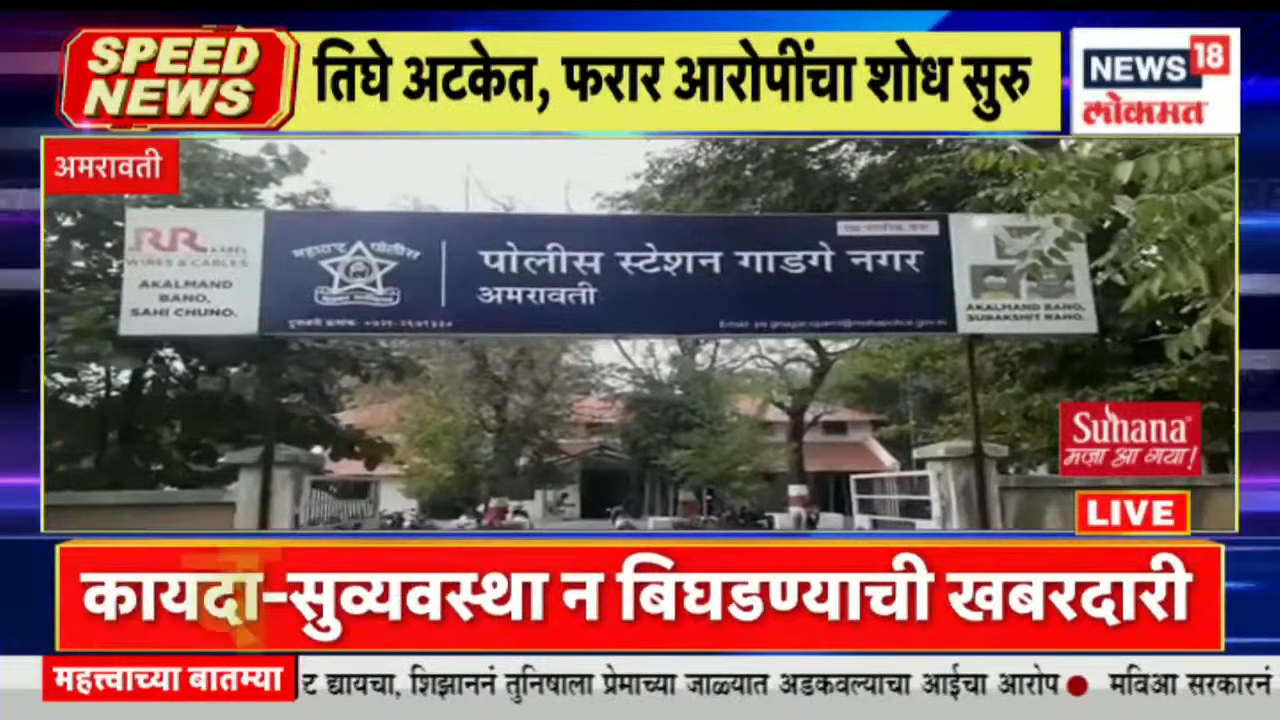 SPEED
NEWS
तिघे अटकेत, फरार आरोपींचा शोध सुरु
NEWS 18
लोकमत
अमरावती
RR KABEL
WIRES & CABLES
AKALMAND
BANO,
SAHI CHUNO.
महाराष्ट्र पोलीस
पोलीस स्टेशन गाडगे नगर
अमरावती
AKALMAND BANO,
SURAKSHIT RAHO.
Suhana
मज़ा आ गया!
LIVE
कायदा-सुव्यवस्था न बिघडण्याची खबरदारी
महत्त्वाच्या बातम्या
ट द्यायचा, शिझाननं तुनिषाला प्रेमाच्या जाळ्यात अडकवल्याचा आईचा आरोप ● मविआ सरकारनं